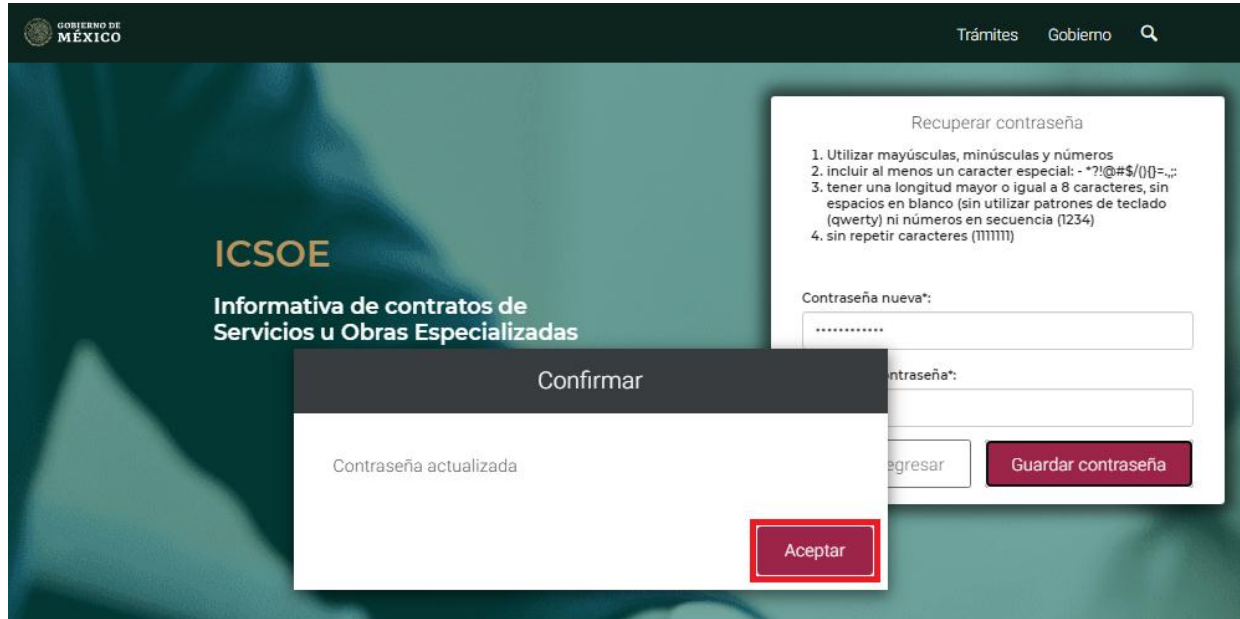 GOBIERNO DE
MÉXICO
Trámites Gobierno
Recuperar contraseña
1. Utilizar mayúsculas, minúsculas y números
2. incluir al menos un caracter especial: - *?!@#$/(){}=.,;:
3. tener una longitud mayor o igual a 8 caracteres, sin
espacios en blanco (sin utilizar patrones de teclado
(qwerty) ni números en secuencia (1234)
4. sin repetir caracteres (1111111)
ICSOE
Informativa de contratos de
Servicios u Obras Especializadas
Contraseña nueva*:
ntraseña*:
egresar Guardar contraseña
Confirmar
Contraseña actualizada
Aceptar